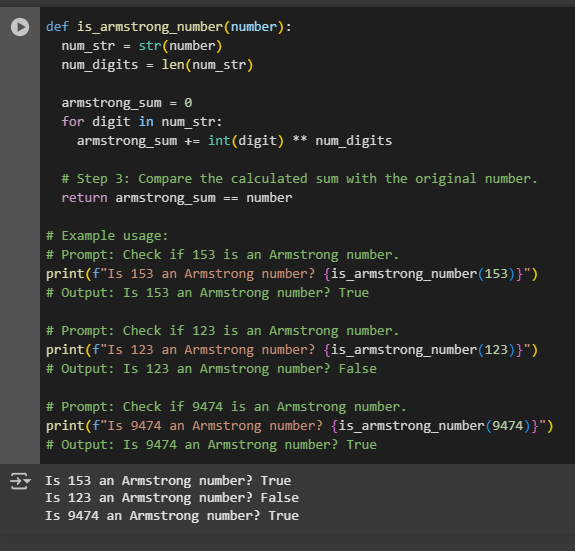 def is_armstrong_number(number):
  num_str = str(number)
  num_digits = len(num_str)

  armstrong_sum = 0
  for digit in num_str:
    armstrong_sum += int(digit) ** num_digits

  # Step 3: Compare the calculated sum with the original number.
  return armstrong_sum == number

# Example usage:
# Prompt: Check if 153 is an Armstrong number.
print(f"Is 153 an Armstrong number? {is_armstrong_number(153)}")
# Output: Is 153 an Armstrong number? True

# Prompt: Check if 123 is an Armstrong number.
print(f"Is 123 an Armstrong number? {is_armstrong_number(123)}")
# Output: Is 123 an Armstrong number? False

# Prompt: Check if 9474 is an Armstrong number.
print(f"Is 9474 an Armstrong number? {is_armstrong_number(9474)}")
# Output: Is 9474 an Armstrong number? True

Is 153 an Armstrong number? True
Is 123 an Armstrong number? False
Is 9474 an Armstrong number? True